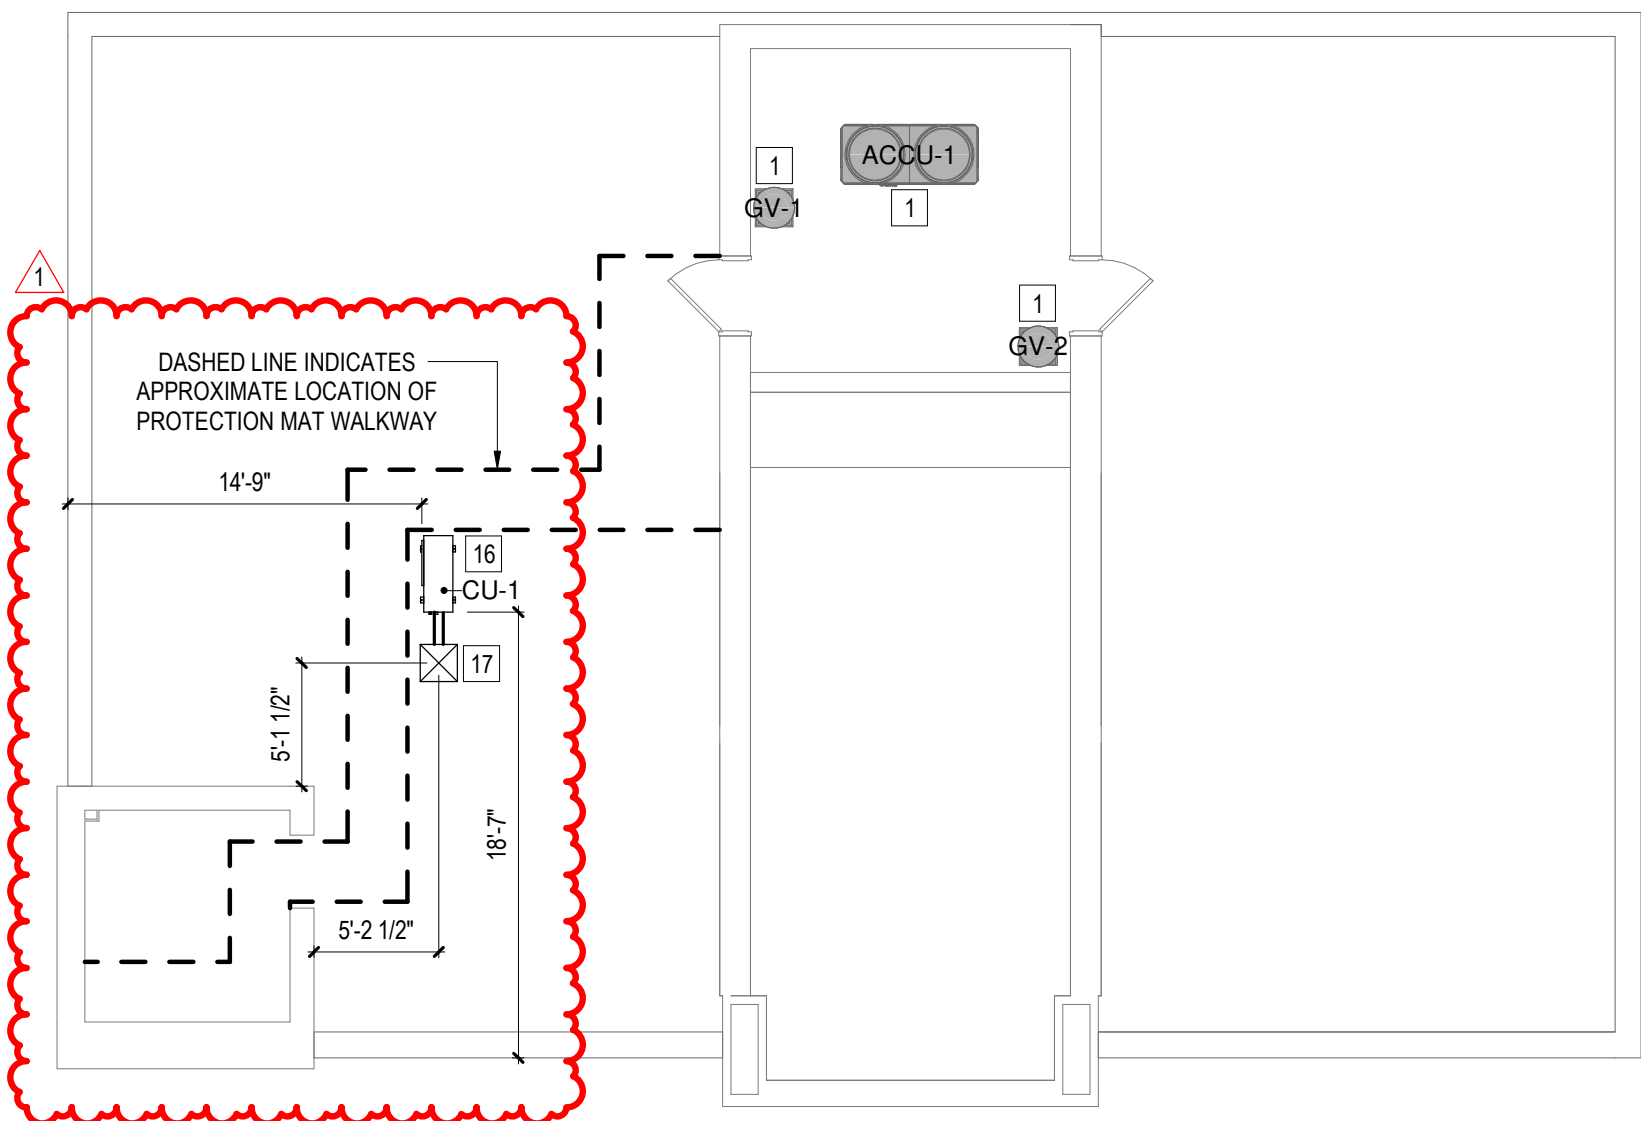 ACCU-1
1
GV-1
1
1
1
GV-2
DASHED LINE INDICATES
APPROXIMATE LOCATION OF
PROTECTION MAT WALKWAY
14'-9"
16
CU-1
17
5'-1 1/2"
18'-7"
5'-2 1/2"